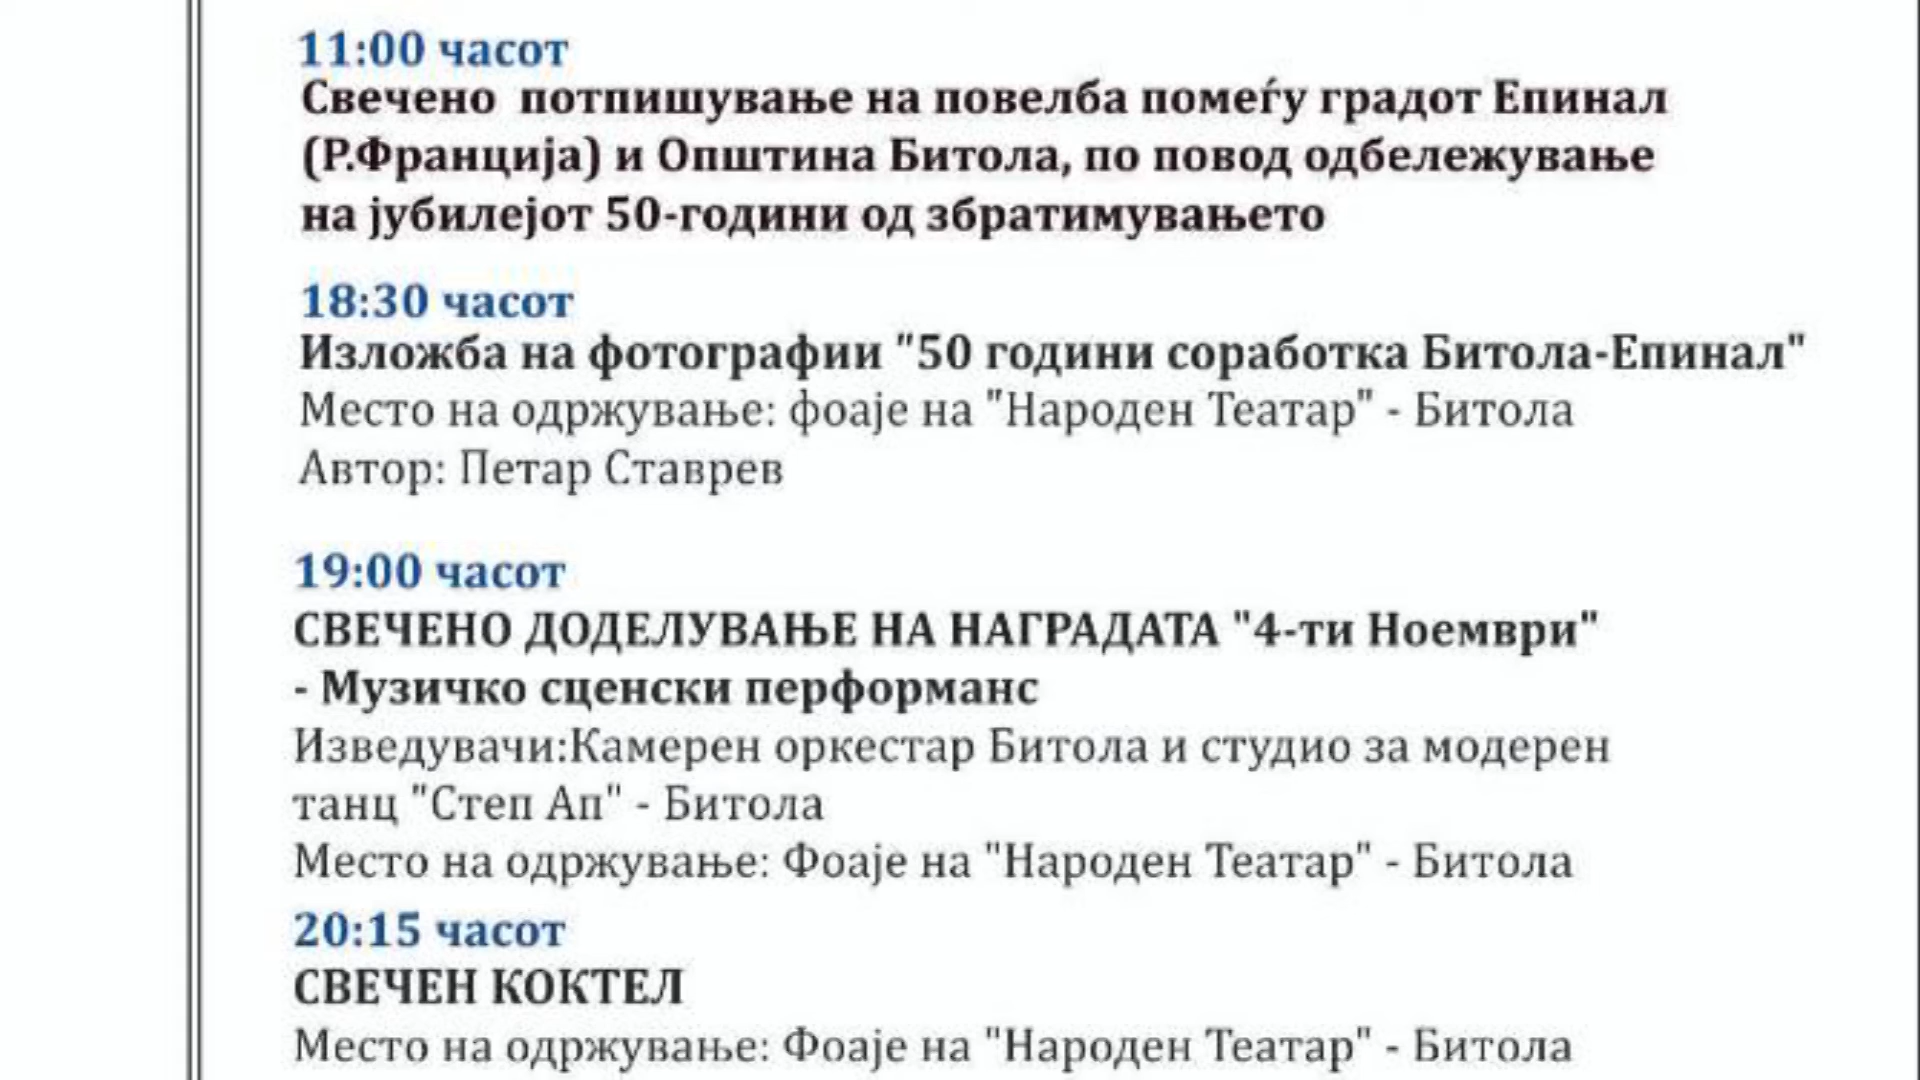 11:00 часот
Свечено потпишување на повелба помеѓу градот Епинал
(Р.Франција) и Општина Битола, по повод одбележување
на јубилејот 50-години од збратимувањето
18:30 часот
Изложба на фотографии "50 години соработка Битола-Епинал"
Место на одржување: фоаје на "Народен Театар" - Битола
Автор: Петар Ставрев
19:00 часот
СВЕЧЕНО ДОДЕЛУВАЊЕ НА НАГРАДАТА "4-ти Ноември"
- Музичко сценски перформанс
Изведувачи:Камерен оркестар Битола и студио за модерен
танц "Степ Ап" - Битола
Место на одржување: Фоаје на "Народен Театар" - Битола
20:15 часот
СВЕЧЕН КОКТЕЛ
Место на одржување: Фоаје на "Народен Театар" - Битола